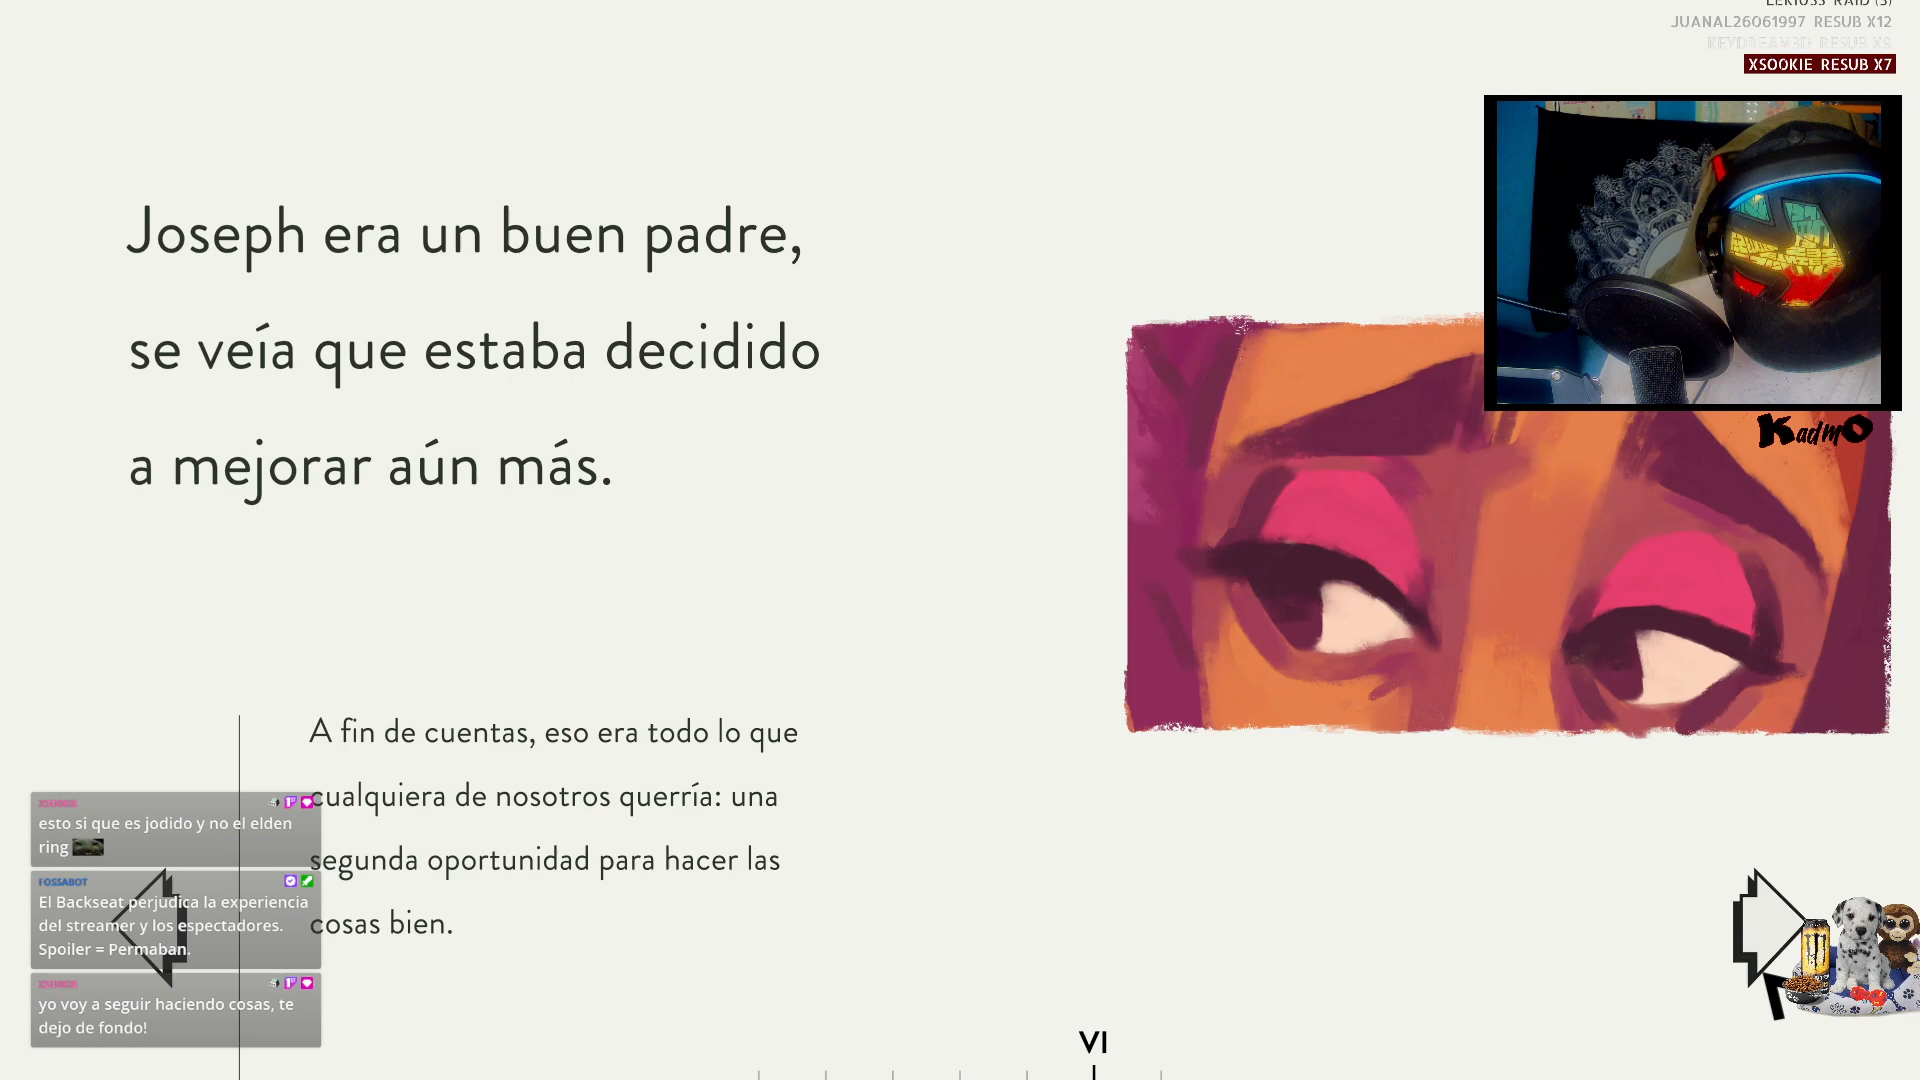 JUANAL26061997 RESUB X12
XSOOKIE RESUB X7
KadmO
Joseph era un buen padre,
se veía que estaba decidido
a mejorar aún más.
A fin de cuentas, eso era todo lo que
cualquiera de nosotros querría: una
segunda oportunidad para hacer las
cosas bien.
esto si que es jodido y no el elden
ring
FOSSABOT
El Backseat perjudica la experiencia
del streamer y los espectadores.
Spoiler = Permaban.
yo voy a seguir haciendo cosas, te
dejo de fondo!
VI